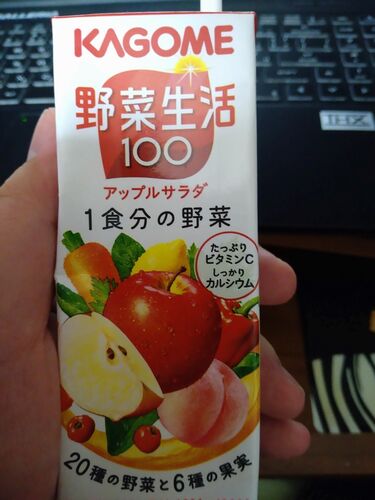 KAGOME
野菜生活
100
アップルサラダ
1食分の野菜
たっぷり
ビタミンC
しっかり
カルシウム
20種の野菜と6種の果実
THX